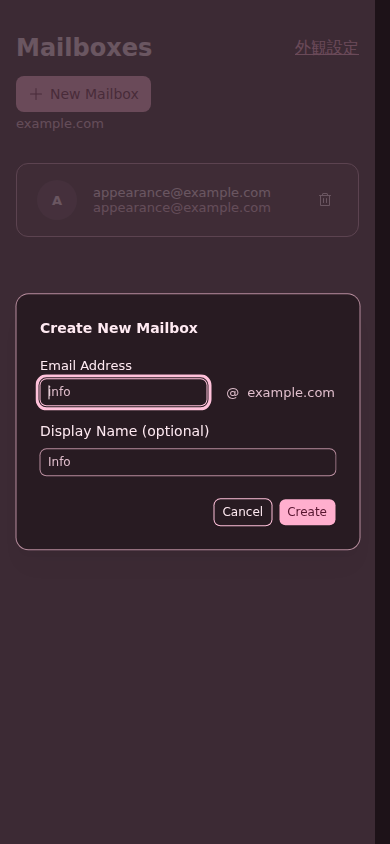 Mailboxes
外観設定
New Mailbox
example.com
A
appearance@example.com
appearance@example.com
Create New Mailbox
Email Address
info
@ example.com
Display Name (optional)
Info
Cancel
Create